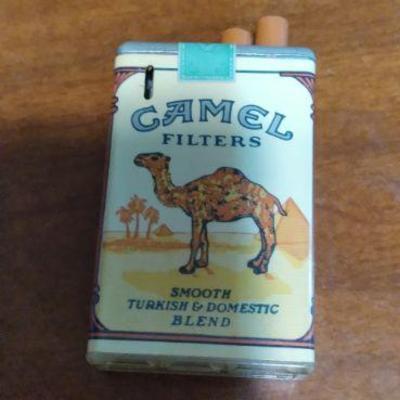 CAMEL
FILTERS
SMOOTH
TURKISH & DOMESTIC
BLEND